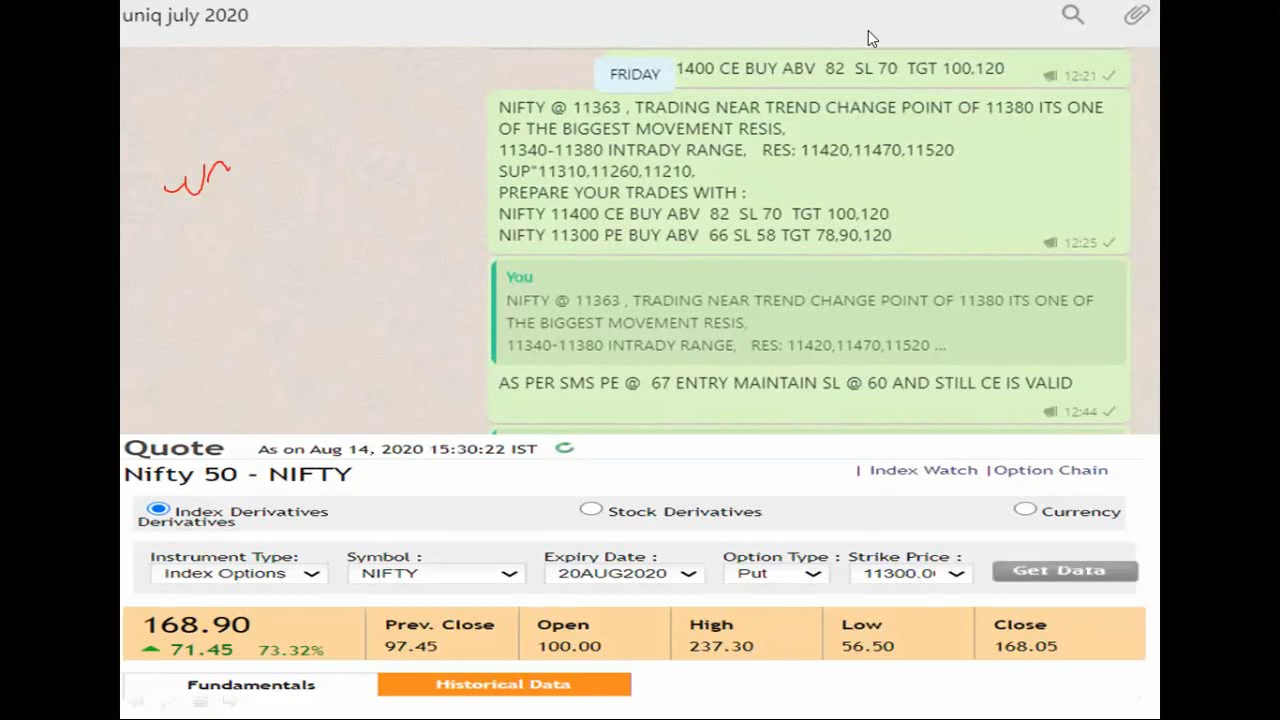 uniq july 2020
1400 CE BUY ABV 82 SL 70 TGT 100,120
FRIDAY
12:21
NIFTY @ 11363 , TRADING NEAR TREND CHANGE POINT OF 11380 ITS ONE
OF THE BIGGEST MOVEMENT RESIS,
11340-11380 INTRADY RANGE, RES: 11420,11470,11520
SUP"11310,11260,11210,
PREPARE YOUR TRADES WITH :
NIFTY 11400 CE BUY ABV 82 SL 70 TGT 100,120
NIFTY 11300 PE BUY ABV 66 SL 58 TGT 78,90,120
12:25
You
NIFTY @ 11363 , TRADING NEAR TREND CHANGE POINT OF 11380 ITS ONE OF
THE BIGGEST MOVEMENT RESIS,
11340-11380 INTRADY RANGE, RES: 11420,11470,11520 ...
AS PER SMS PE @ 67 ENTRY MAINTAIN SL @ 60 AND STILL CE IS VALID
12:44
Quote As on Aug 14, 2020 15:30:22 IST
Nifty 50 - NIFTY
| Index Watch |Option Chain
Index Derivatives Stock Derivatives Currency
Derivatives
Instrument Type: Symbol : Expiry Date : Option Type : Strike Price :
Index Options NIFTY 20AUG2020 Put 11300.0 Get Data
168.90 Prev. Close Open High Low Close
71.45 73.32% 97.45 100.00 237.30 56.50 168.05
Fundamentals Historical Data